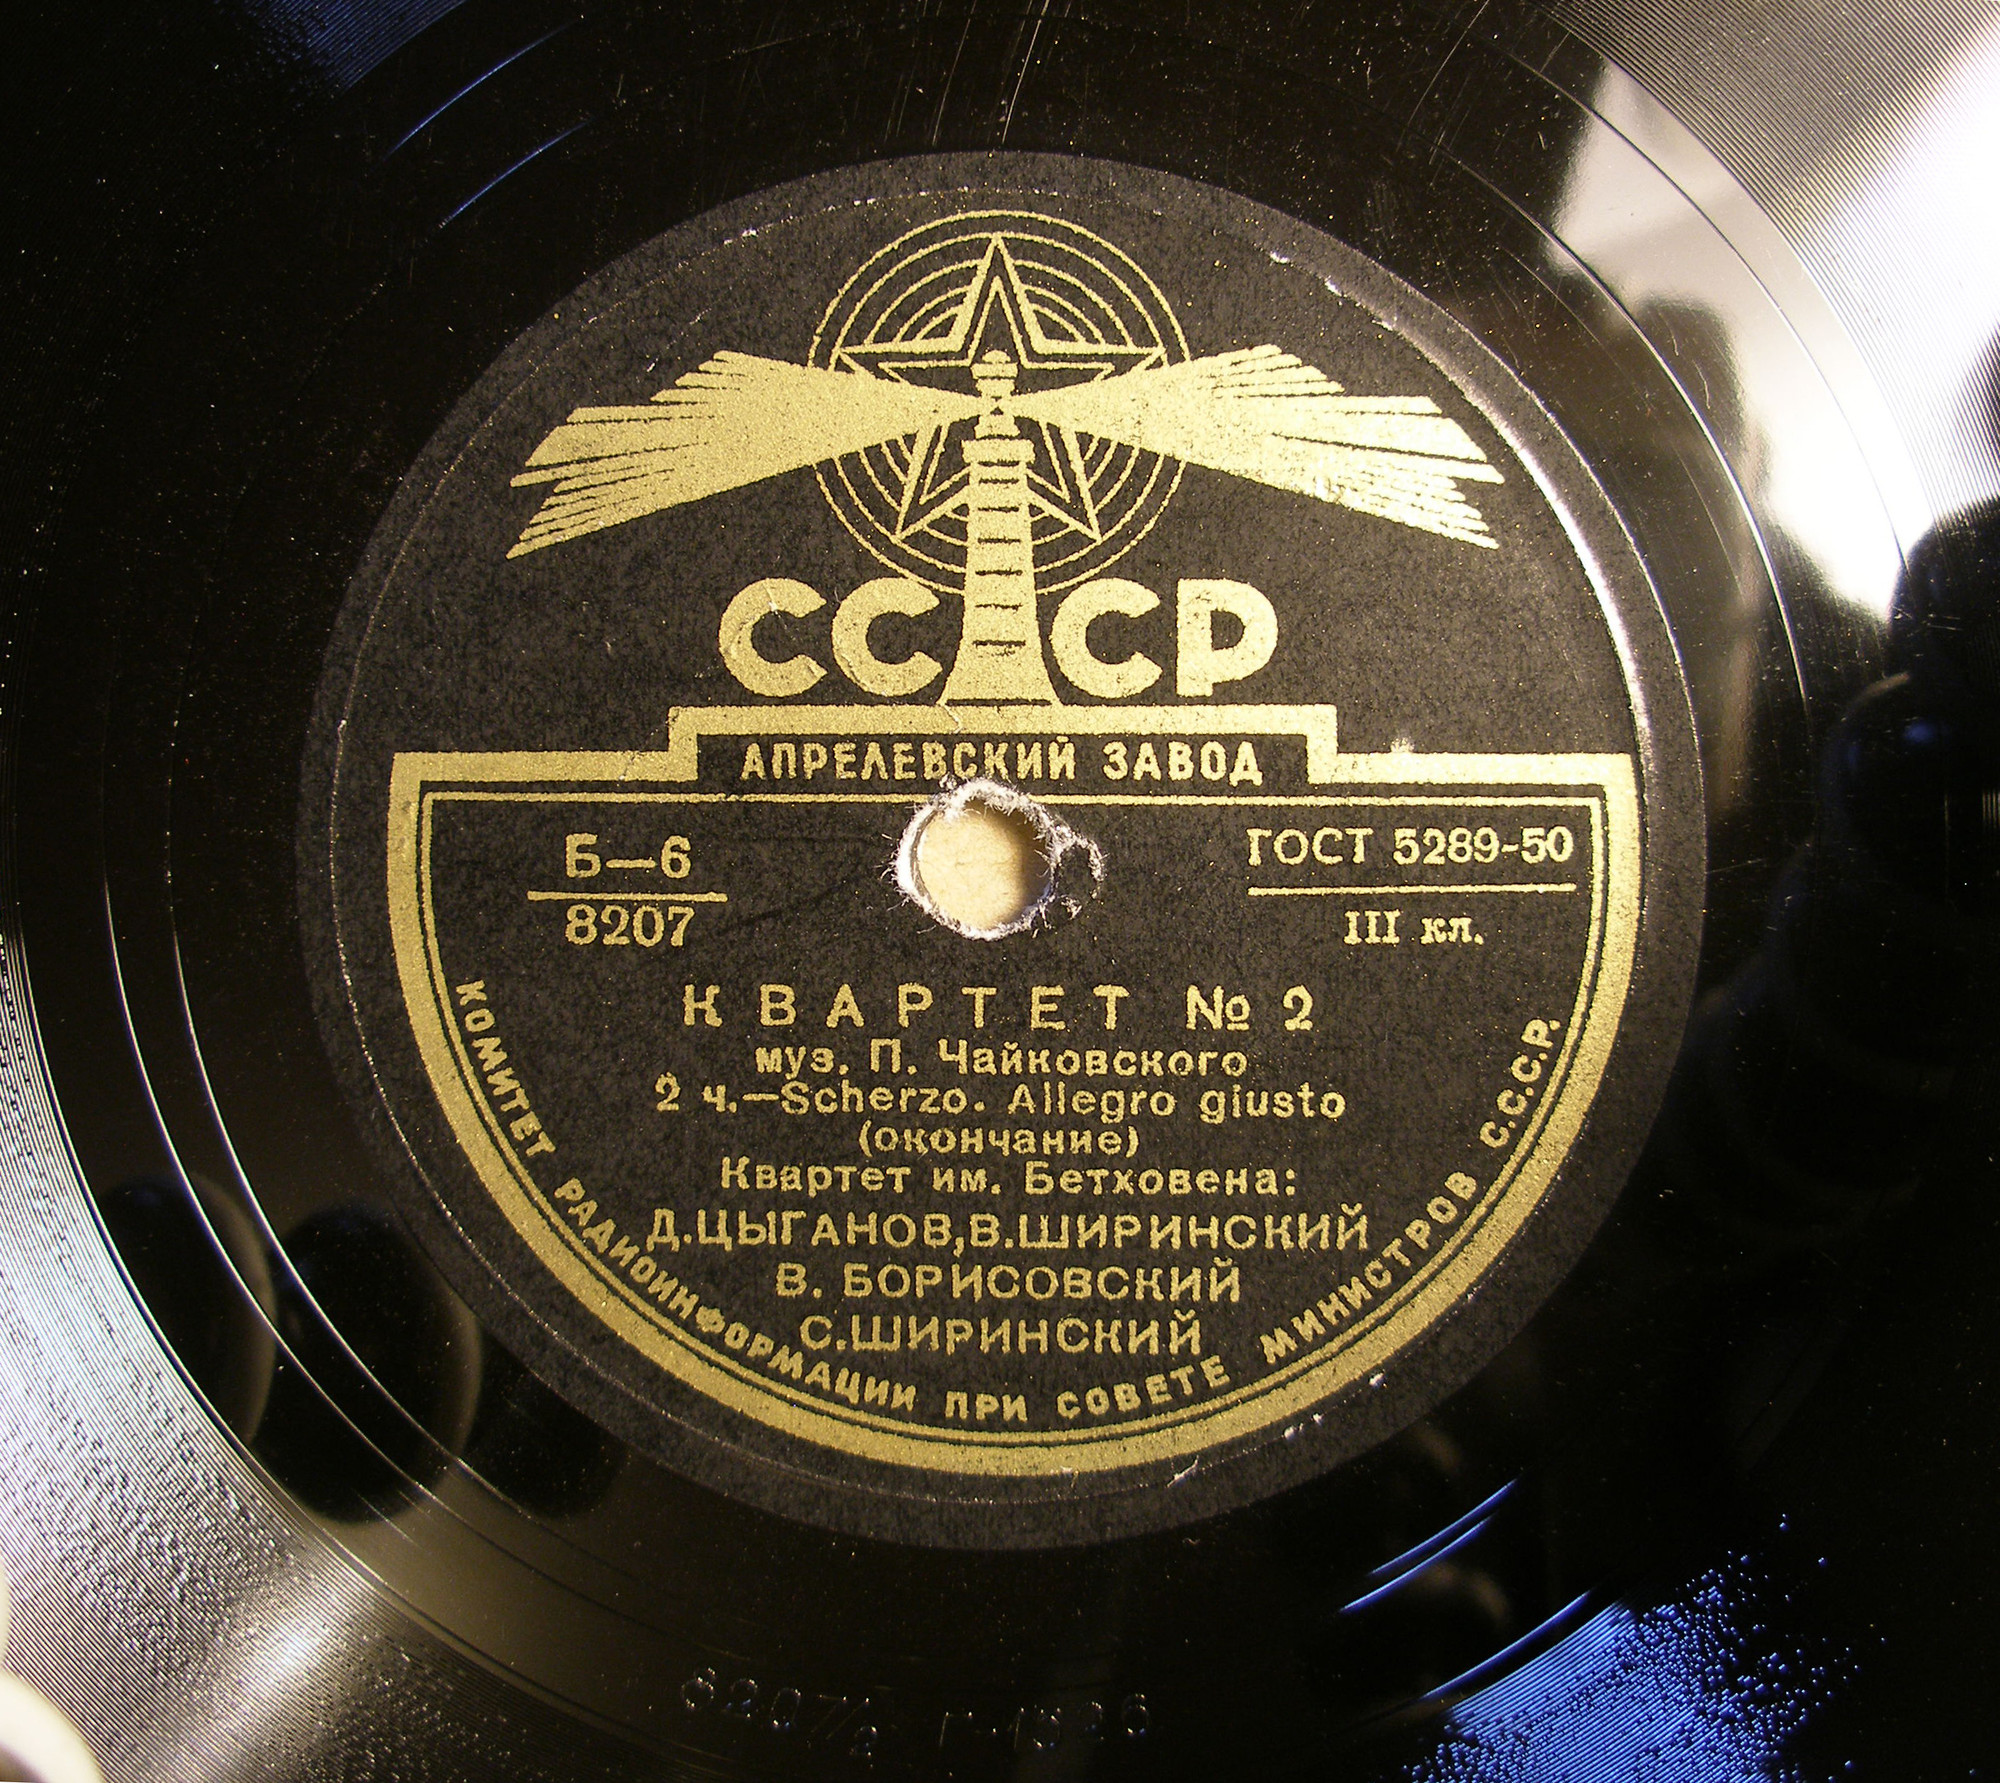 СССР
АПРЕЛЕВСКИЙ ЗАВОД
Б—6
8207
ГОСТ 5289-50
III кл.
КВАРТЕТ № 2
муз. П. Чайковского
2 ч.—Scherzo. Allegro giusto
(окончание)
Квартет им. Бетховена:
Д.ЦЫГАНОВ,В.ШИРИНСКИЙ
В. БОРИСОВСКИЙ
С.ШИРИНСКИЙ
КОМИТЕТ РАДИОИНФОРМАЦИИ ПРИ СОВЕТЕ МИНИСТРОВ С.С.С.Р.